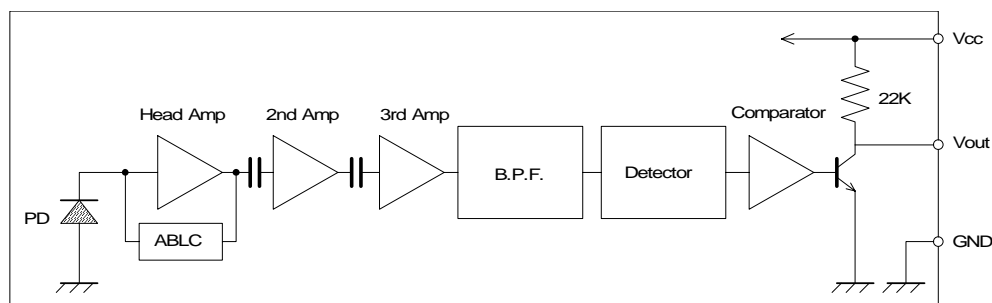 Vcc
22K
Head Amp
2nd Amp
3rd Amp
Comparator
Vout
B.P.F.
Detector
PD
ABLC
GND